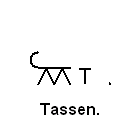 T .
Tassen.